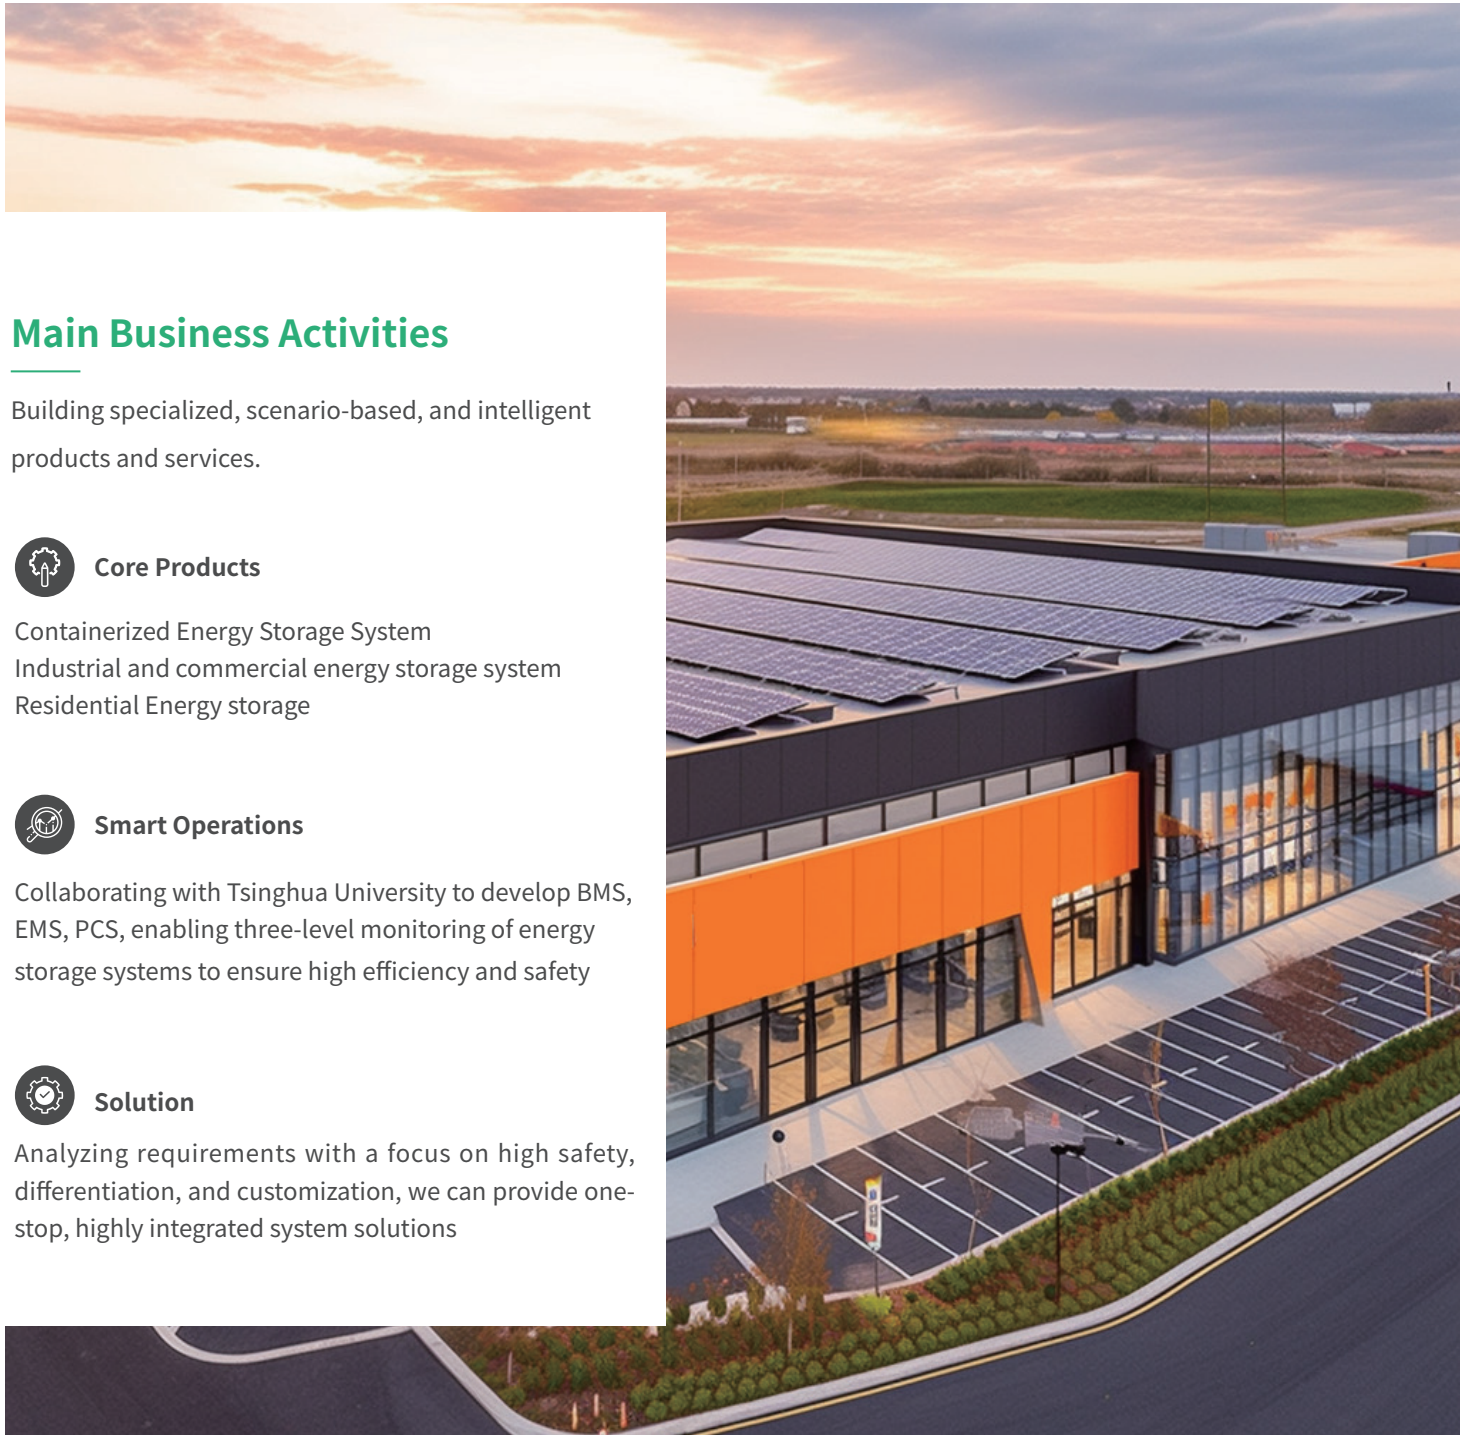 Main Business Activities
Building specialized, scenario-based, and intelligent
products and services.
Core Products
Containerized Energy Storage System
Industrial and commercial energy storage system
Residential Energy storage
Smart Operations
Collaborating with Tsinghua University to develop BMS,
EMS, PCS, enabling three-level monitoring of energy
storage systems to ensure high efficiency and safety
Solution
Analyzing requirements with a focus on high safety,
differentiation, and customization, we can provide one-
stop, highly integrated system solutions